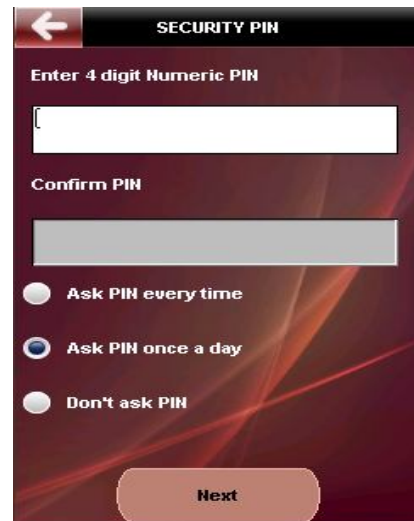 SECURITY PIN
Enter 4 digit Numeric PIN
Confirm PIN
Ask PIN every time
Ask PIN once a day
Don't ask PIN
Next